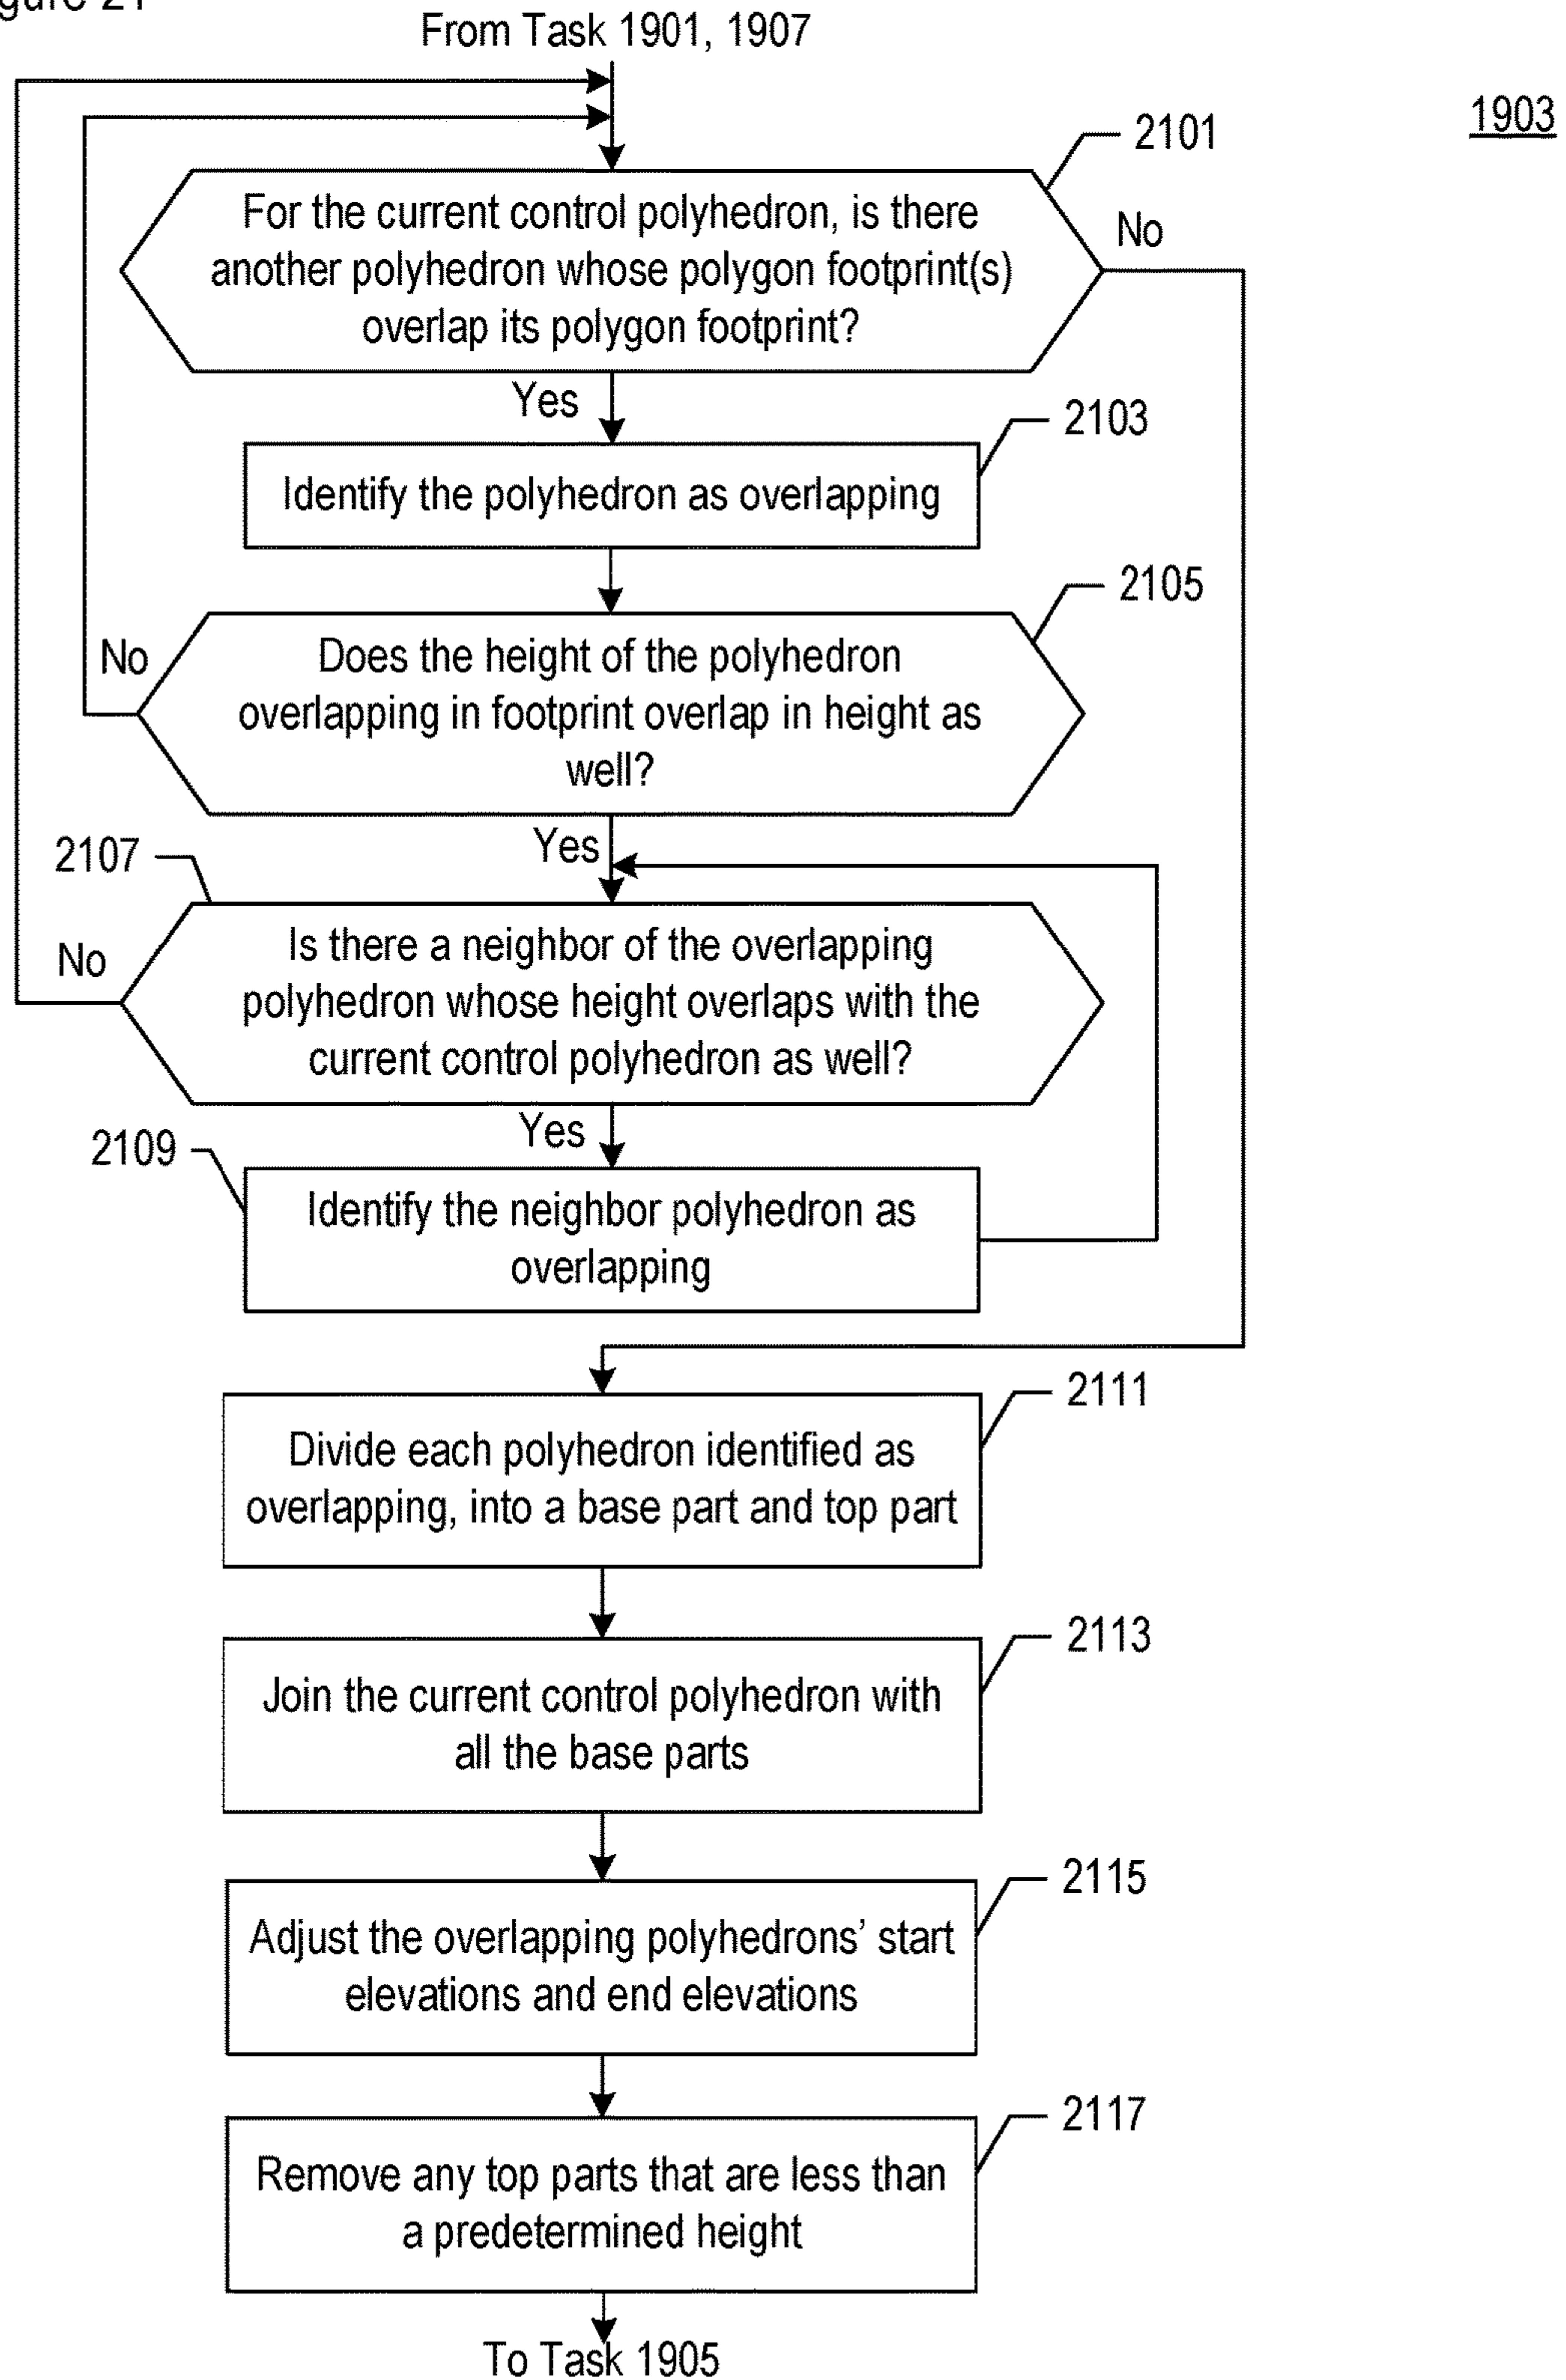 From Task 1901, 1907
1903
2101
For the current control polyhedron, is there
another polyhedron whose polygon footprint(s)
overlap its polygon footprint?
No
Yes
2103
Identify the polyhedron as overlapping
2105
Does the height of the polyhedron
overlapping in footprint overlap in height as
well?
No
Yes
2107
Is there a neighbor of the overlapping
polyhedron whose height overlaps with the
current control polyhedron as well?
No
Yes
2109
Identify the neighbor polyhedron as
overlapping
2111
Divide each polyhedron identified as
overlapping, into a base part and top part
2113
Join the current control polyhedron with
all the base parts
2115
Adjust the overlapping polyhedrons’ start
elevations and end elevations
2117
Remove any top parts that are less than
a predetermined height
To Task 1905